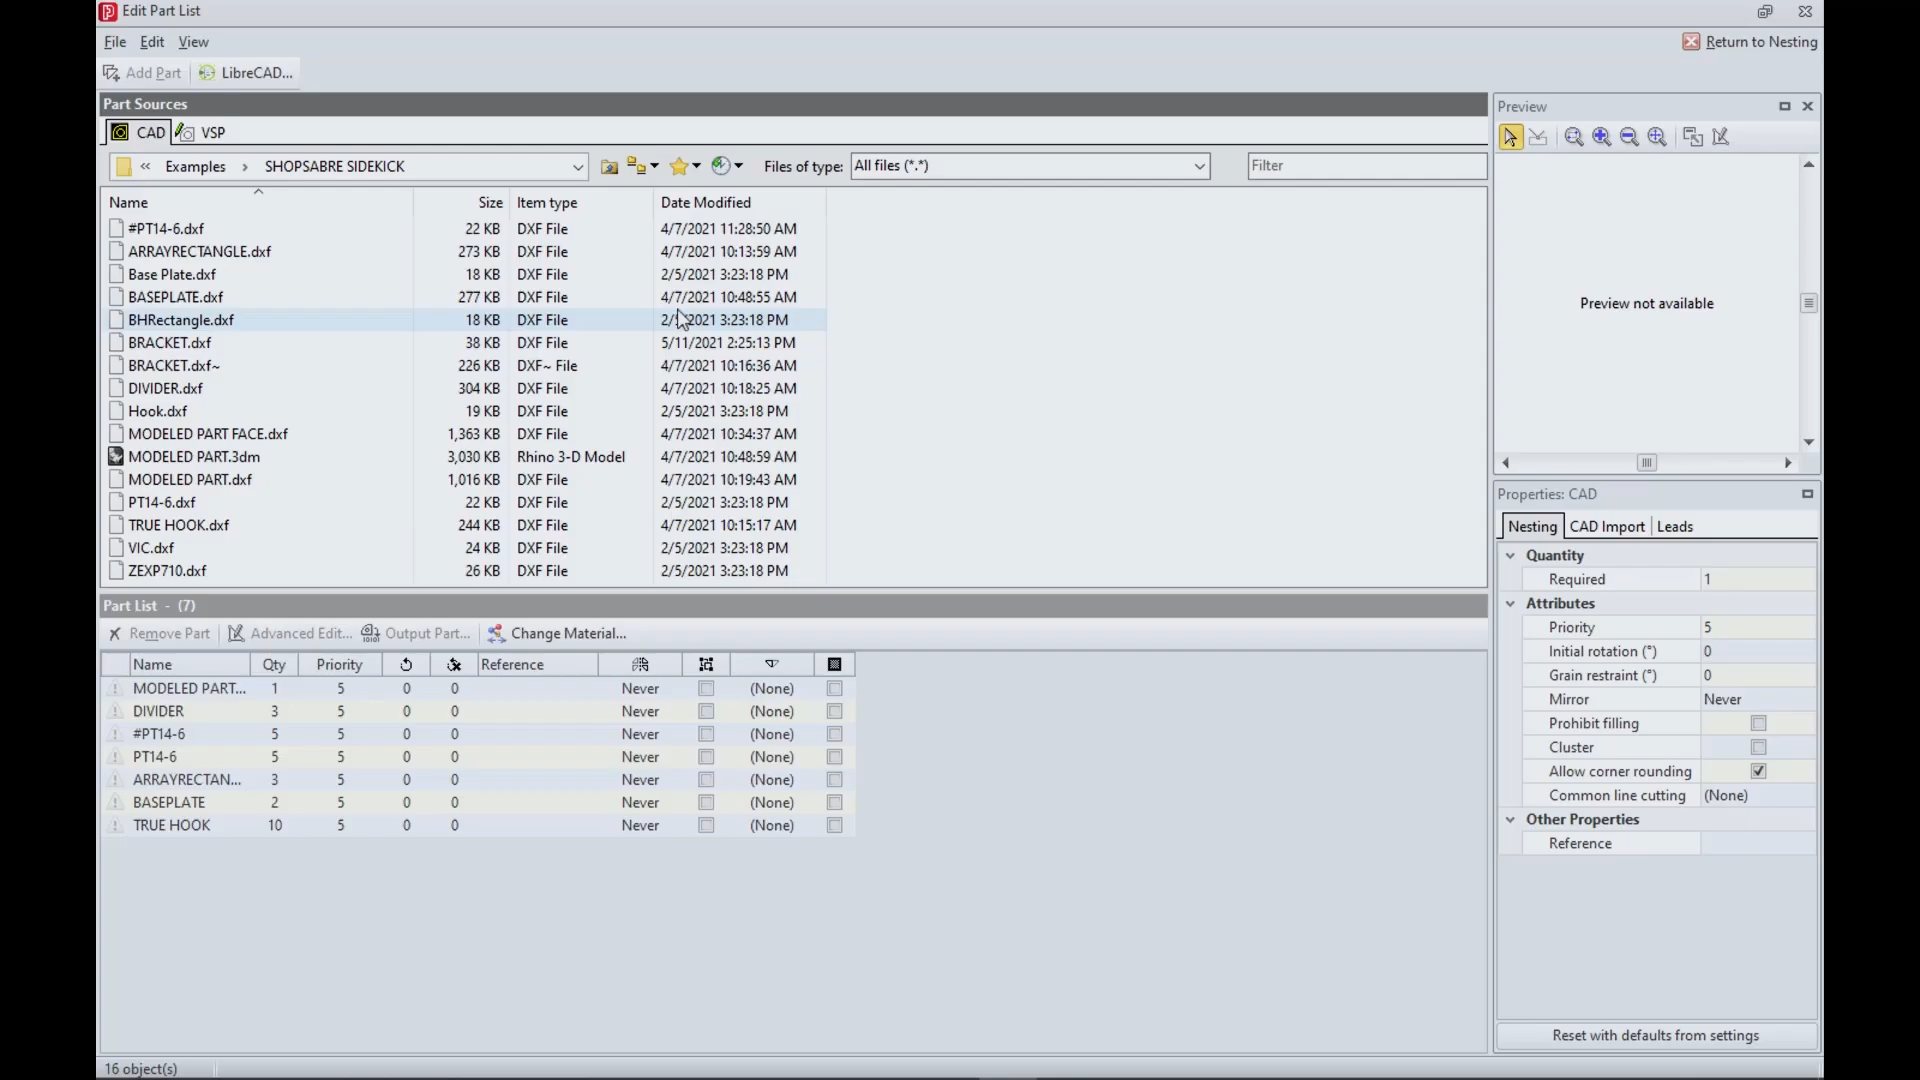 Edit Part List
File Edit View
Return to Nesting
Add Part LibreCAD...
Part Sources
CAD VSP
« Examples › SHOPSABRE SIDEKICK Files of type: All files (*.*) Filter
Name Size Item type Date Modified
#PT14-6.dxf 22 KB DXF File 4/7/2021 11:28:50 AM
ARRAYRECTANGLE.dxf 273 KB DXF File 4/7/2021 10:13:59 AM
Base Plate.dxf 18 KB DXF File 2/5/2021 3:23:18 PM
BASEPLATE.dxf 277 KB DXF File 4/7/2021 10:48:55 AM
BHRectangle.dxf 18 KB DXF File 2/5/2021 3:23:18 PM
BRACKET.dxf 38 KB DXF File 5/11/2021 2:25:13 PM
BRACKET.dxf~ 226 KB DXF~ File 4/7/2021 10:16:36 AM
DIVIDER.dxf 304 KB DXF File 4/7/2021 10:18:25 AM
Hook.dxf 19 KB DXF File 2/5/2021 3:23:18 PM
MODELED PART FACE.dxf 1,363 KB DXF File 4/7/2021 10:34:37 AM
MODELED PART.3dm 3,030 KB Rhino 3-D Model 4/7/2021 10:48:59 AM
MODELED PART.dxf 1,016 KB DXF File 4/7/2021 10:19:43 AM
PT14-6.dxf 22 KB DXF File 2/5/2021 3:23:18 PM
TRUE HOOK.dxf 244 KB DXF File 4/7/2021 10:15:17 AM
VIC.dxf 24 KB DXF File 2/5/2021 3:23:18 PM
ZEXP710.dxf 26 KB DXF File 2/5/2021 3:23:18 PM
Part List - (7)
Remove Part Advanced Edit... Output Part... Change Material...
Name Qty Priority Reference
MODELED PART... 1 5 0 0 Never (None)
DIVIDER 3 5 0 0 Never (None)
#PT14-6 5 5 0 0 Never (None)
PT14-6 5 5 0 0 Never (None)
ARRAYRECTAN... 3 5 0 0 Never (None)
BASEPLATE 2 5 0 0 Never (None)
TRUE HOOK 10 5 0 0 Never (None)
16 object(s)
Preview
Preview not available
Properties: CAD
Nesting CAD Import Leads
Quantity
Required 1
Attributes
Priority 5
Initial rotation (°) 0
Grain restraint (°) 0
Mirror Never
Prohibit filling
Cluster
Allow corner rounding
Common line cutting (None)
Other Properties
Reference
Reset with defaults from settings